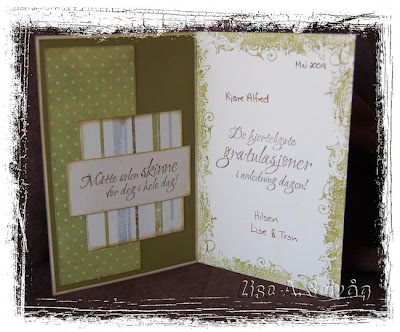 Måtte solen skinne
for deg i hele dag!
Mai 2009
Kjære Alfred
De hjerteligste
gratulasjoner
i anledning dagen!
Hilsen
Lise & Tron
Lisa